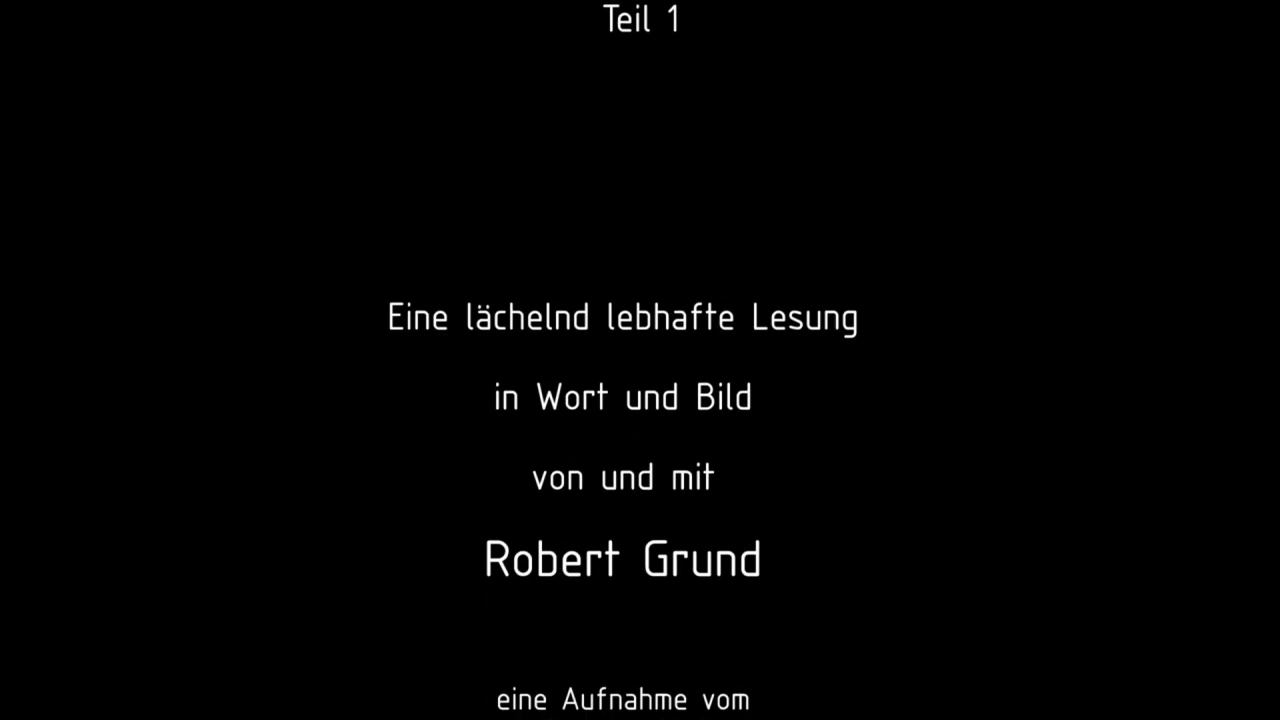 Teil 1
Eine lächelnd lebhafte Lesung
in Wort und Bild
von und mit
Robert Grund
eine Aufnahme vom